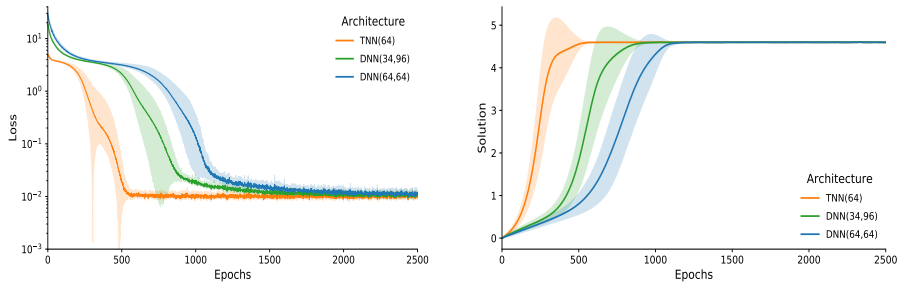 Architecture
TNN(64)
DNN(34,96)
DNN(64,64)
10¹
10⁰
10⁻¹
10⁻²
10⁻³
Loss
0 500 1000 1500 2000 2500
Epochs
5
4
3
2
1
0
Solution
Architecture
TNN(64)
DNN(34,96)
DNN(64,64)
0 500 1000 1500 2000 2500
Epochs